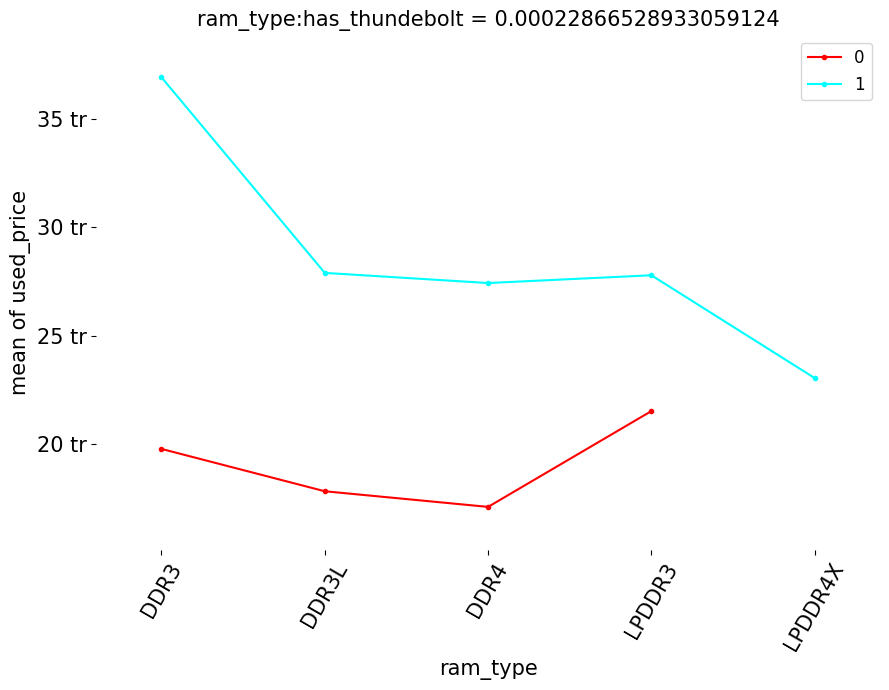 ram_type:has_thundebolt = 0.00022866528933059124
0
1
35 tr
30 tr
25 tr
20 tr
mean of used_price
DDR3
DDR3L
DDR4
LPDDR3
LPDDR4X
ram_type